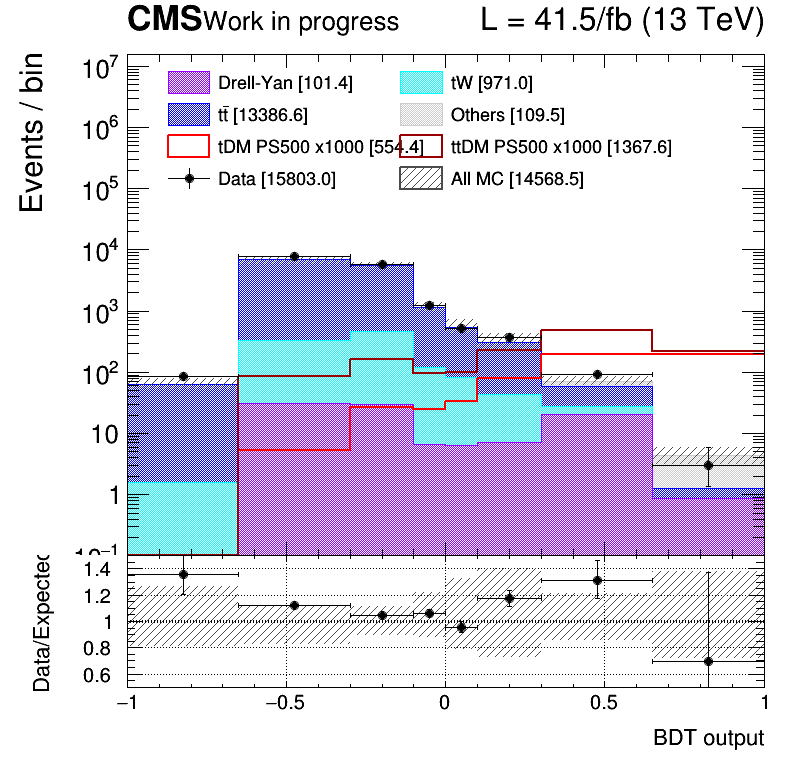 CMS Work in progress L = 41.5/fb (13 TeV)
Events / bin
Drell-Yan [101.4] tW [971.0]
tt̄ [13386.6] Others [109.5]
tDM PS500 x1000 [554.4] ttDM PS500 x1000 [1367.6]
Data [15803.0] All MC [14568.5]
10⁷
10⁶
10⁵
10⁴
10³
10²
10
1
10⁻¹
Data/Expected
1.4
1.2
1
0.8
0.6
−1 −0.5 0 0.5 1
BDT output